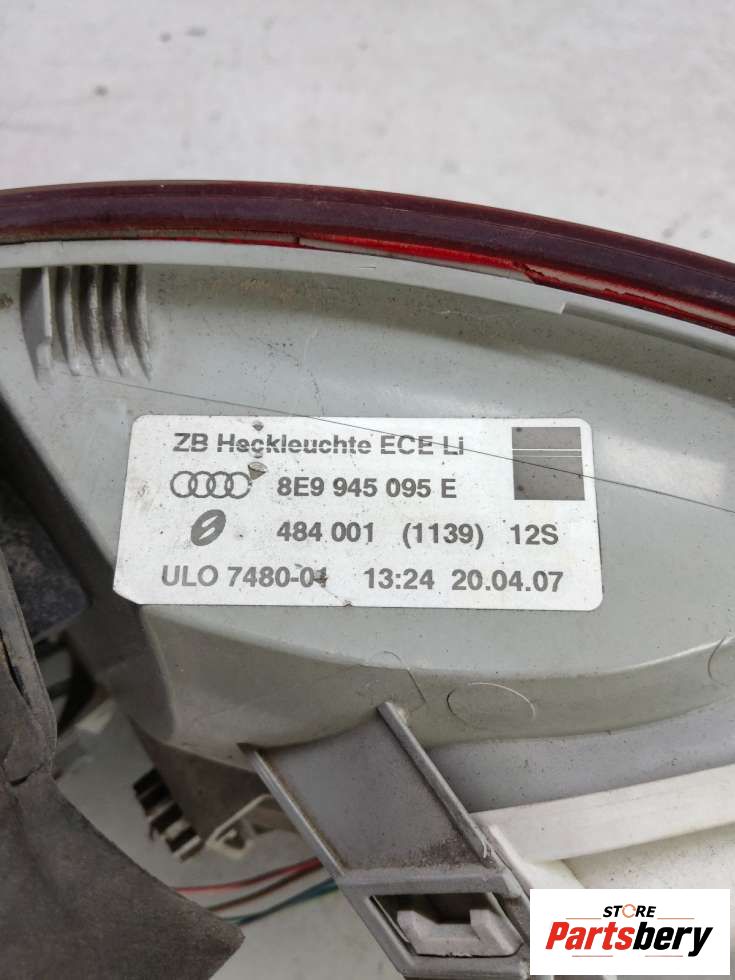 ZB Heckleuchte ECE Li
8E9 945 095 E
484 001 (1139) 12S
ULO 7480-01 13:24 20.04.07
STORE
Partsbery